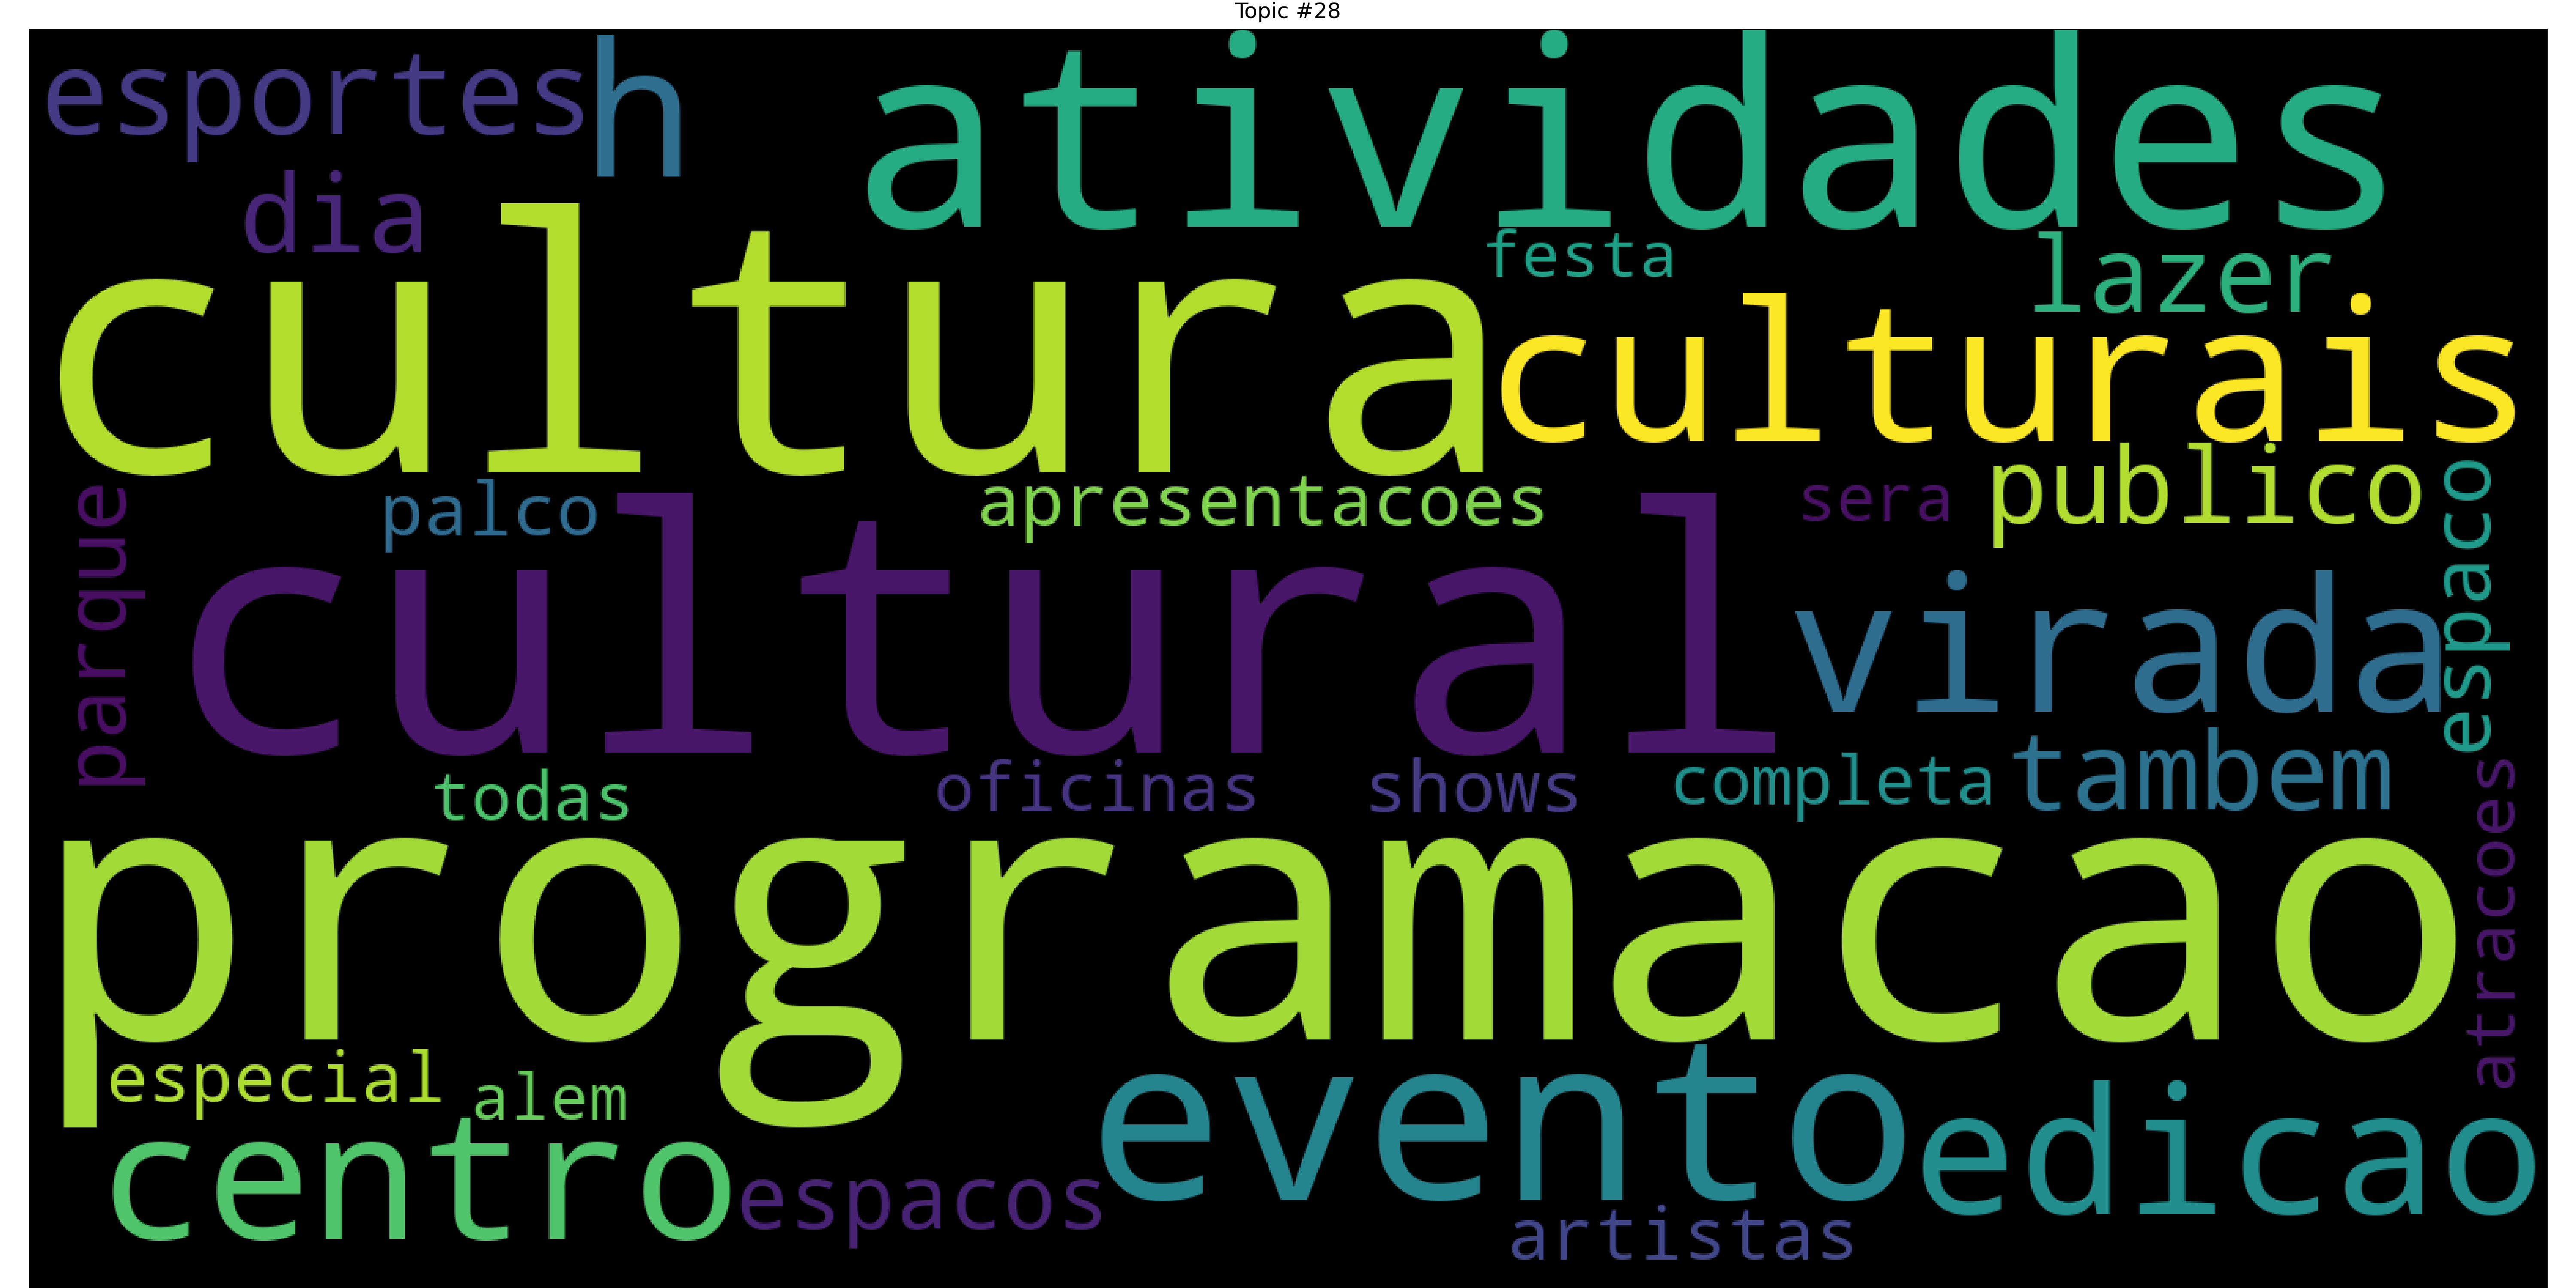 Topic #28
esportes
h
atividades
dia
festa
lazer
cultura
culturais
palco
apresentacoes
sera
publico
espaco
parque
cultural
virada
todas
oficinas
shows
completa
tambem
atracoes
programacao
especial
alem
evento
edicao
centro
espacos
artistas